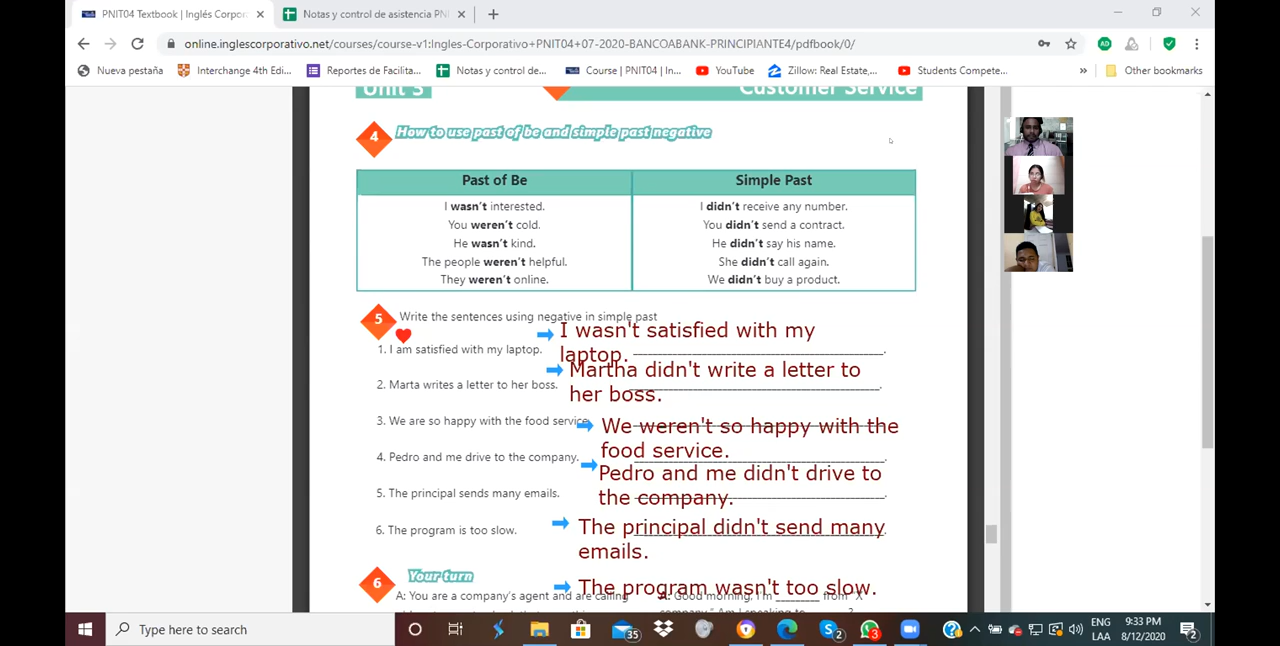 PNIT04 Textbook | Inglés Corpor
Notas y control de asistencia PNI
online.inglescorporativo.net/courses/course-v1:Ingles-Corporativo+PNIT04+07-2020-BANCOABANK-PRINCIPIANTE4/pdfbook/0/
Nueva pestaña
Interchange 4th Edi...
Reportes de Facilita...
Notas y control de...
Course | PNIT04 | In...
YouTube
Zillow: Real Estate,...
Students Compete...
»
Other bookmarks
Unit 3
Customer Service
4
How to use past of be and simple past negative
Past of Be
Simple Past
I wasn't interested.
I didn't receive any number.
You weren't cold.
You didn't send a contract.
He wasn't kind.
He didn't say his name.
The people weren't helpful.
She didn't call again.
They weren't online.
We didn't buy a product.
5
Write the sentences using negative in simple past
1. I am satisfied with my laptop.
I wasn't satisfied with my
laptop.
2. Marta writes a letter to her boss.
Martha didn't write a letter to
her boss.
3. We are so happy with the food service
We weren't so happy with the
food service.
4. Pedro and me drive to the company.
Pedro and me didn't drive to
the company.
5. The principal sends many emails.
The principal didn't send many
emails.
6. The program is too slow.
The program wasn't too slow.
6
Your turn
A: You are a company's agent and are calling
A: Good morning, I'm ________ from "X
company." Am I speaking to ________?
Type here to search
35
2
3
ENG
LAA
9:33 PM
8/12/2020
2